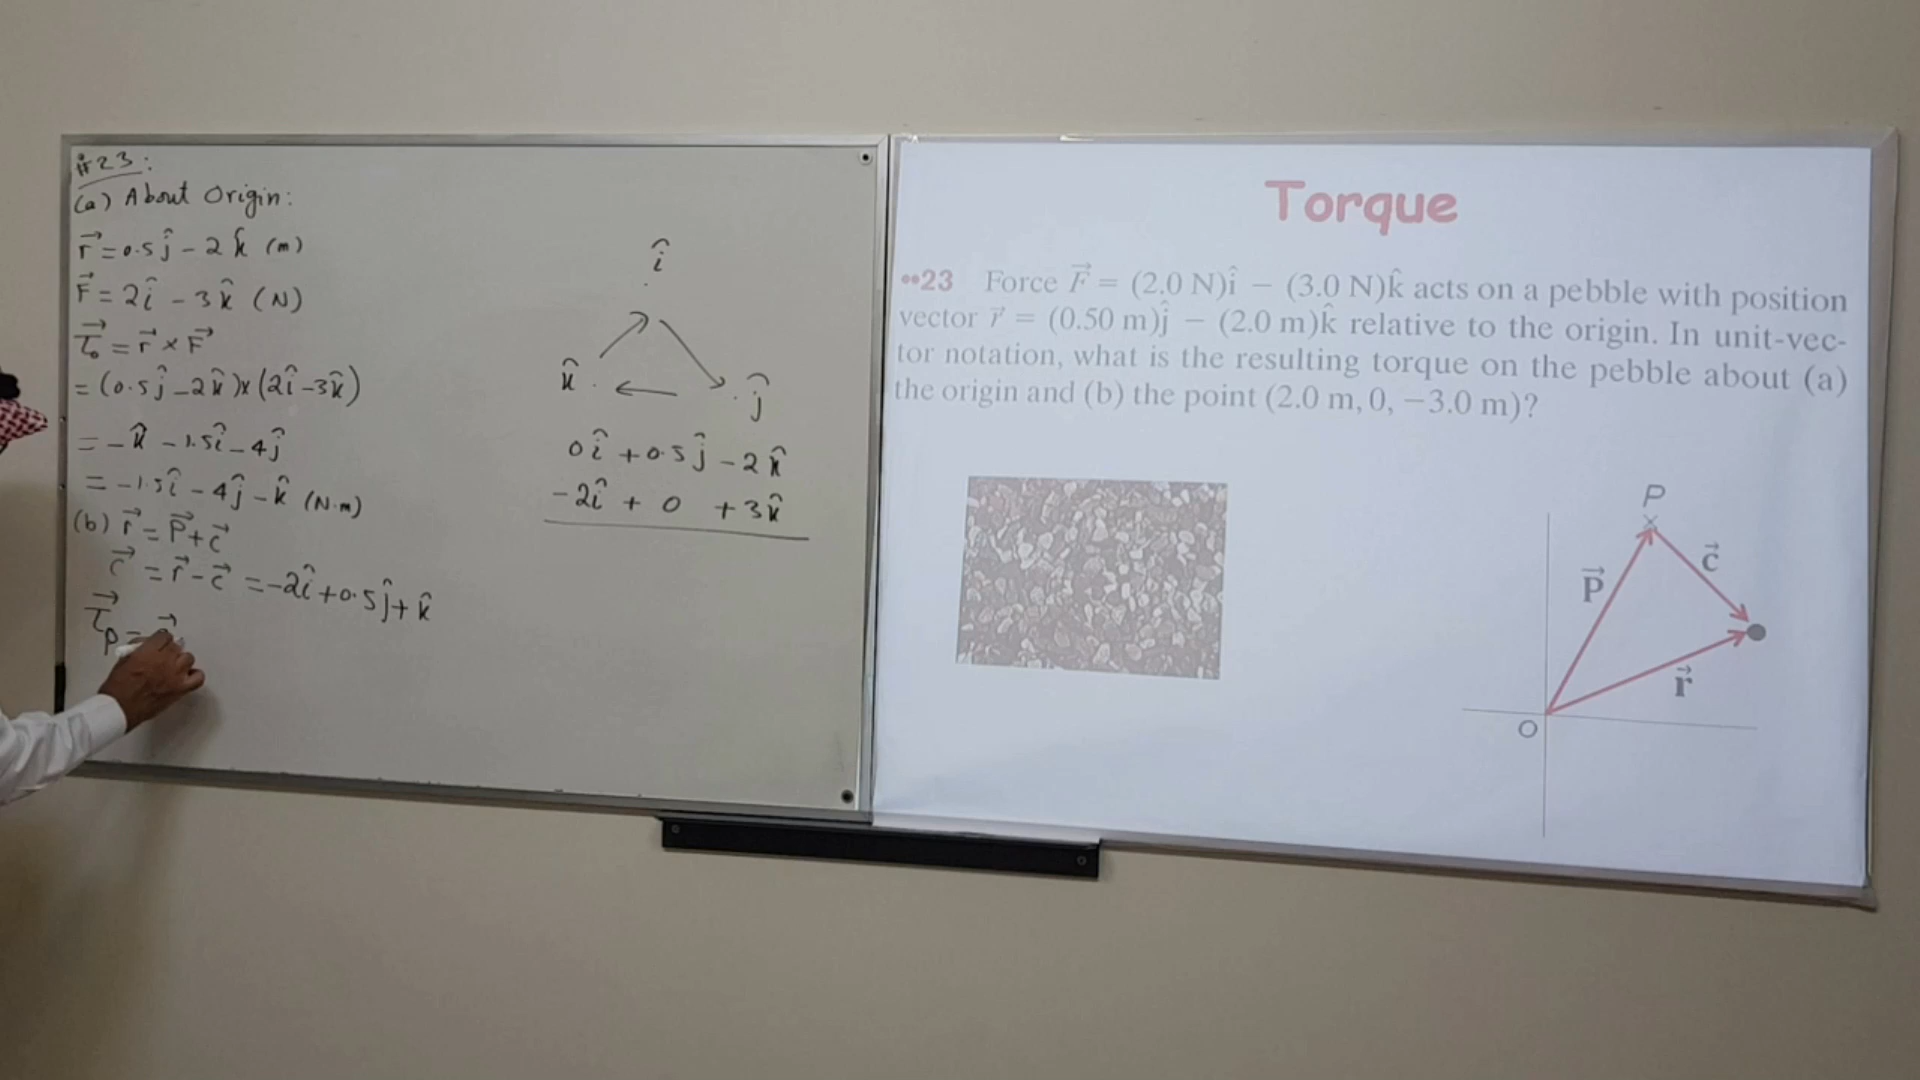 #23:
(a) About Origin:
r⃗ = 0.5ĵ - 2k̂ (m)
F⃗ = 2î - 3k̂ (N)
τ⃗₀ = r⃗ × F⃗
= (0.5ĵ - 2k̂) × (2î - 3k̂)
= -k̂ - 1.5î - 4ĵ
= -1.5î - 4ĵ - k̂ (N.m)
(b) r⃗ = P⃗ + c⃗
c⃗ = r⃗ - c⃗ = -2î + 0.5ĵ + k̂
τ⃗p =
î
k̂
ĵ
0î + 0.5ĵ - 2k̂
-2î + 0 + 3k̂
Torque
••23 Force F⃗ = (2.0 N)î − (3.0 N)k̂ acts on a pebble with position
vector r⃗ = (0.50 m)ĵ − (2.0 m)k̂ relative to the origin. In unit-vec-
tor notation, what is the resulting torque on the pebble about (a)
the origin and (b) the point (2.0 m, 0, −3.0 m)?
P
c⃗
P⃗
r⃗
O